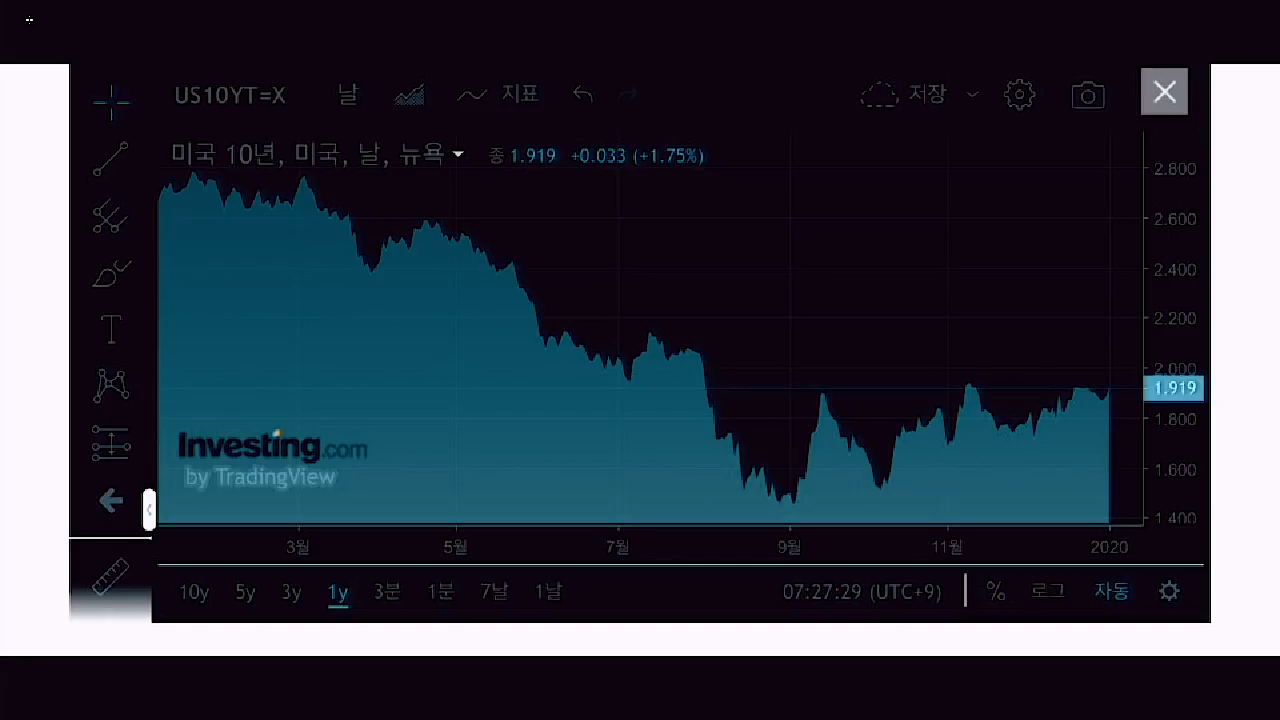 US10YT=X 날 지표 저장
미국 10년, 미국, 날, 뉴욕 종 1.919 +0.033 (+1.75%)
2.800
2.600
2.400
2.200
2.000
1.919
1.800
1.600
1.400
Investing.com
by TradingView
3월 5월 7월 9월 11월 2020
10y 5y 3y 1y 3분 1분 7날 1날 07:27:29 (UTC+9) % 로그 자동